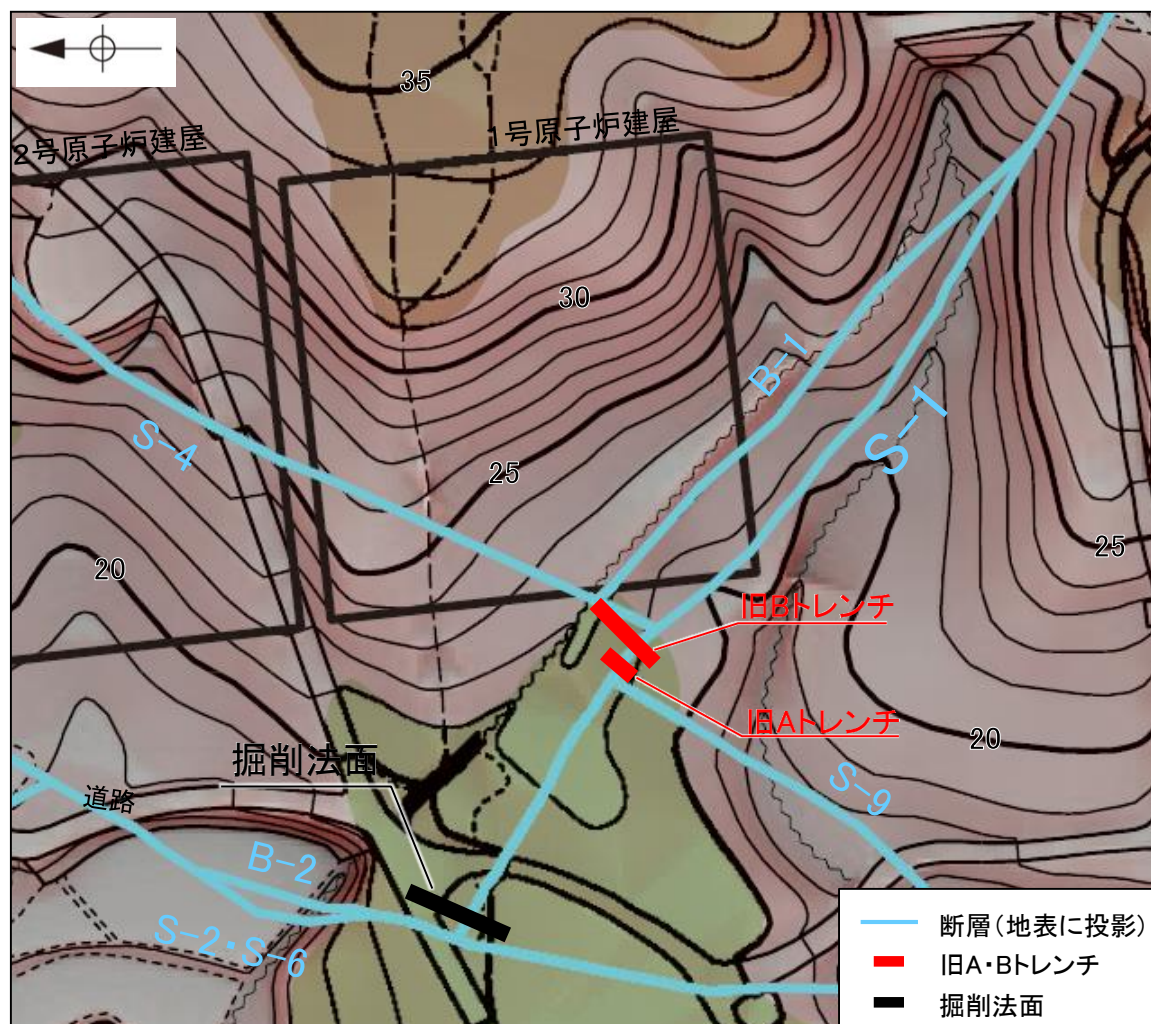 35
2号原子炉建屋
1号原子炉建屋
30
B-1
S-1
S-4
25
25
20
旧Bトレンチ
旧Aトレンチ
20
掘削法面
道路
S-9
B-2
S-2・S-6
断層(地表に投影)
旧A・Bトレンチ
掘削法面